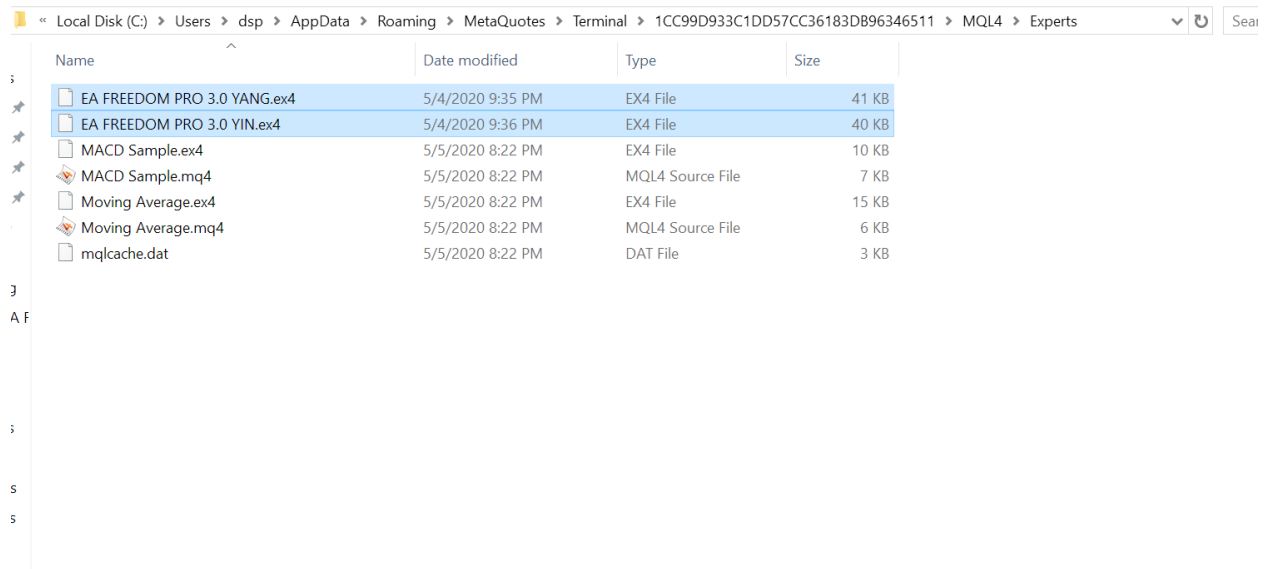 « Local Disk (C:) > Users > dsp > AppData > Roaming > MetaQuotes > Terminal > 1CC99D933C1DD57CC36183DB96346511 > MQL4 > Experts
Name Date modified Type Size
EA FREEDOM PRO 3.0 YANG.ex4 5/4/2020 9:35 PM EX4 File 41 KB
EA FREEDOM PRO 3.0 YIN.ex4 5/4/2020 9:36 PM EX4 File 40 KB
MACD Sample.ex4 5/5/2020 8:22 PM EX4 File 10 KB
MACD Sample.mq4 5/5/2020 8:22 PM MQL4 Source File 7 KB
Moving Average.ex4 5/5/2020 8:22 PM EX4 File 15 KB
Moving Average.mq4 5/5/2020 8:22 PM MQL4 Source File 6 KB
mqlcache.dat 5/5/2020 8:22 PM DAT File 3 KB